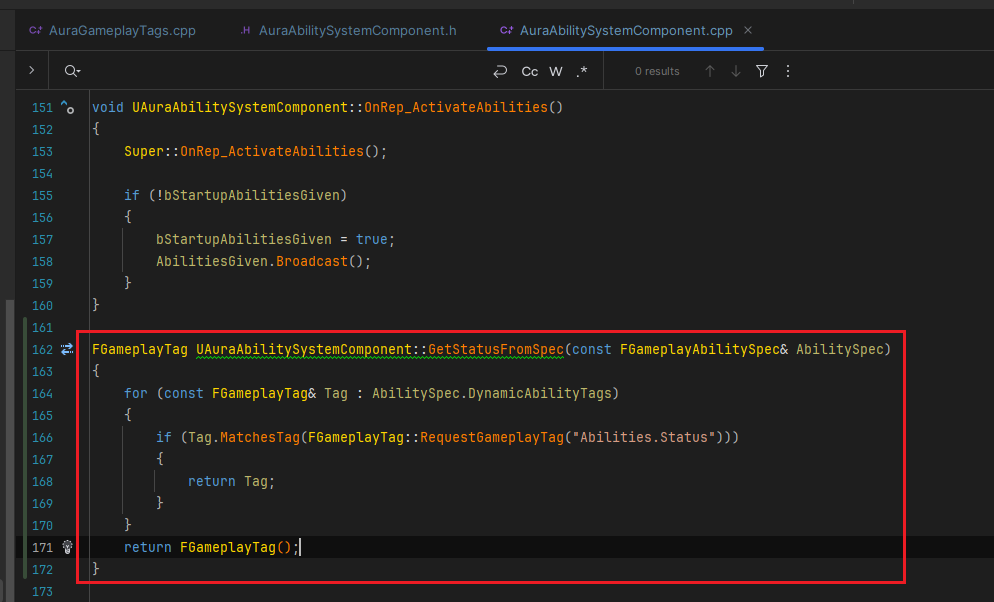 AuraGameplayTags.cpp
AuraAbilitySystemComponent.h
AuraAbilitySystemComponent.cpp
Cc W .* 0 results
151 void UAuraAbilitySystemComponent::OnRep_ActivateAbilities()
152 {
153 Super::OnRep_ActivateAbilities();
154
155 if (!bStartupAbilitiesGiven)
156 {
157 bStartupAbilitiesGiven = true;
158 AbilitiesGiven.Broadcast();
159 }
160 }
161
162 FGameplayTag UAuraAbilitySystemComponent::GetStatusFromSpec(const FGameplayAbilitySpec& AbilitySpec)
163 {
164 for (const FGameplayTag& Tag : AbilitySpec.DynamicAbilityTags)
165 {
166 if (Tag.MatchesTag(FGameplayTag::RequestGameplayTag("Abilities.Status")))
167 {
168 return Tag;
169 }
170 }
171 return FGameplayTag();
172 }
173